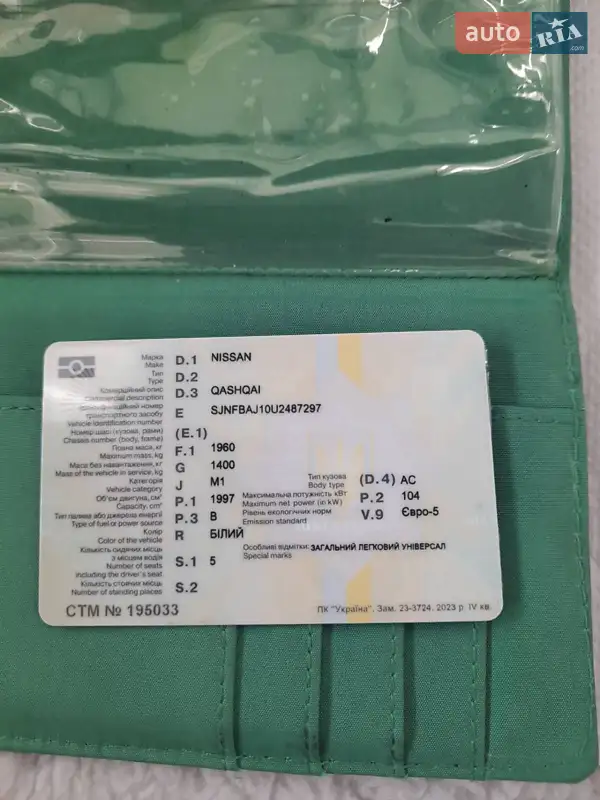 auto RIA .com
Марка D.1 NISSAN
Make
Тип D.2
Type
Комерційний опис D.3 QASHQAI
Commercial description
Ідентифікаційний номер
транспортного засобу E SJNFBAJ10U2487297
Vehicle identification number
Номер шасі (кузова, рами) (E.1)
Chassis number (body, frame)
Повна маса, кг F.1 1960
Maximum mass, kg
Маса без навантаження, кг G 1400
Mass of the vehicle in service, kg
Категорія J M1 Тип кузова (D.4) AC
Vehicle category Body type
Об'єм двигуна, см³ P.1 1997 Максимальна потужність кВт P.2 104
Capacity, cm³ Maximum net power (in kW)
Тип палива або джерела енергії P.3 B Рівень екологічних норм V.9 Євро-5
Type of fuel or power source Emission standard
Колір R БІЛИЙ
Color of the vehicle
Кількість сидячих місць Особливі відмітки: ЗАГАЛЬНИЙ ЛЕГКОВИЙ УНІВЕРСАЛ
з місцем водія S.1 5 Special marks
Number of seats
including the driver's seat
Кількість стоячих місць S.2
Number of standing places
СТМ № 195033
ПК "Україна". Зам. 23-3724. 2023 р. IV кв.